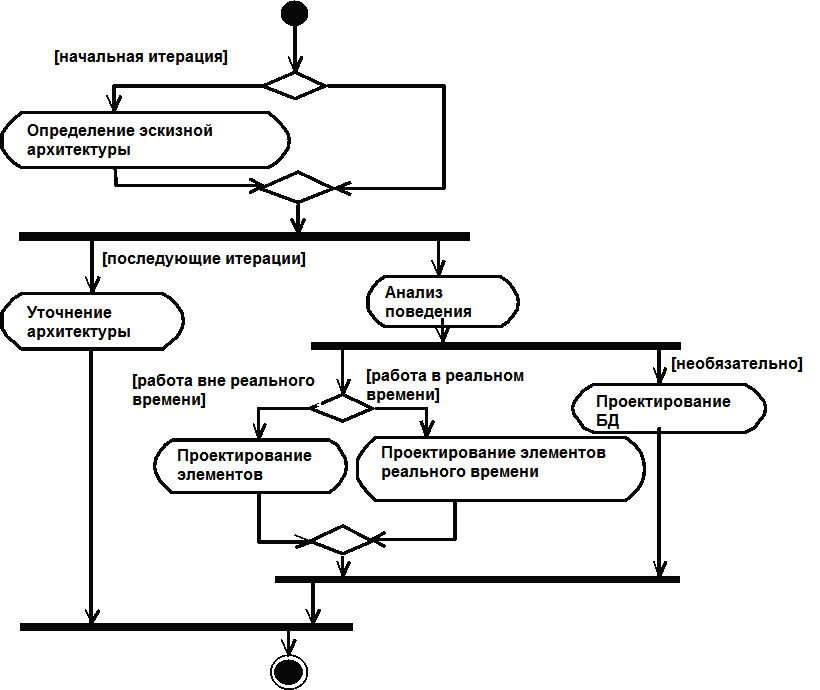 [начальная итерация]
Определение эскизной
архитектуры
[последующие итерации]
Уточнение
архитектуры
Анализ
поведения
[необязательно]
[работа вне реального
времени]
[работа в реальном
времени]
Проектирование
БД
Проектирование
элементов
Проектирование элементов
реального времени